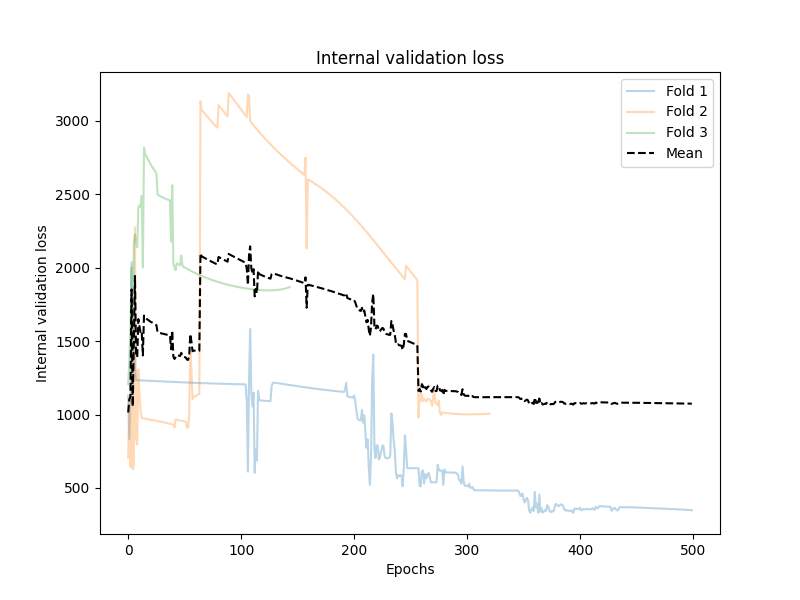 Internal validation loss
Fold 1
Fold 2
Fold 3
Mean
Internal validation loss
3000
2500
2000
1500
1000
500
0
100
200
300
400
500
Epochs